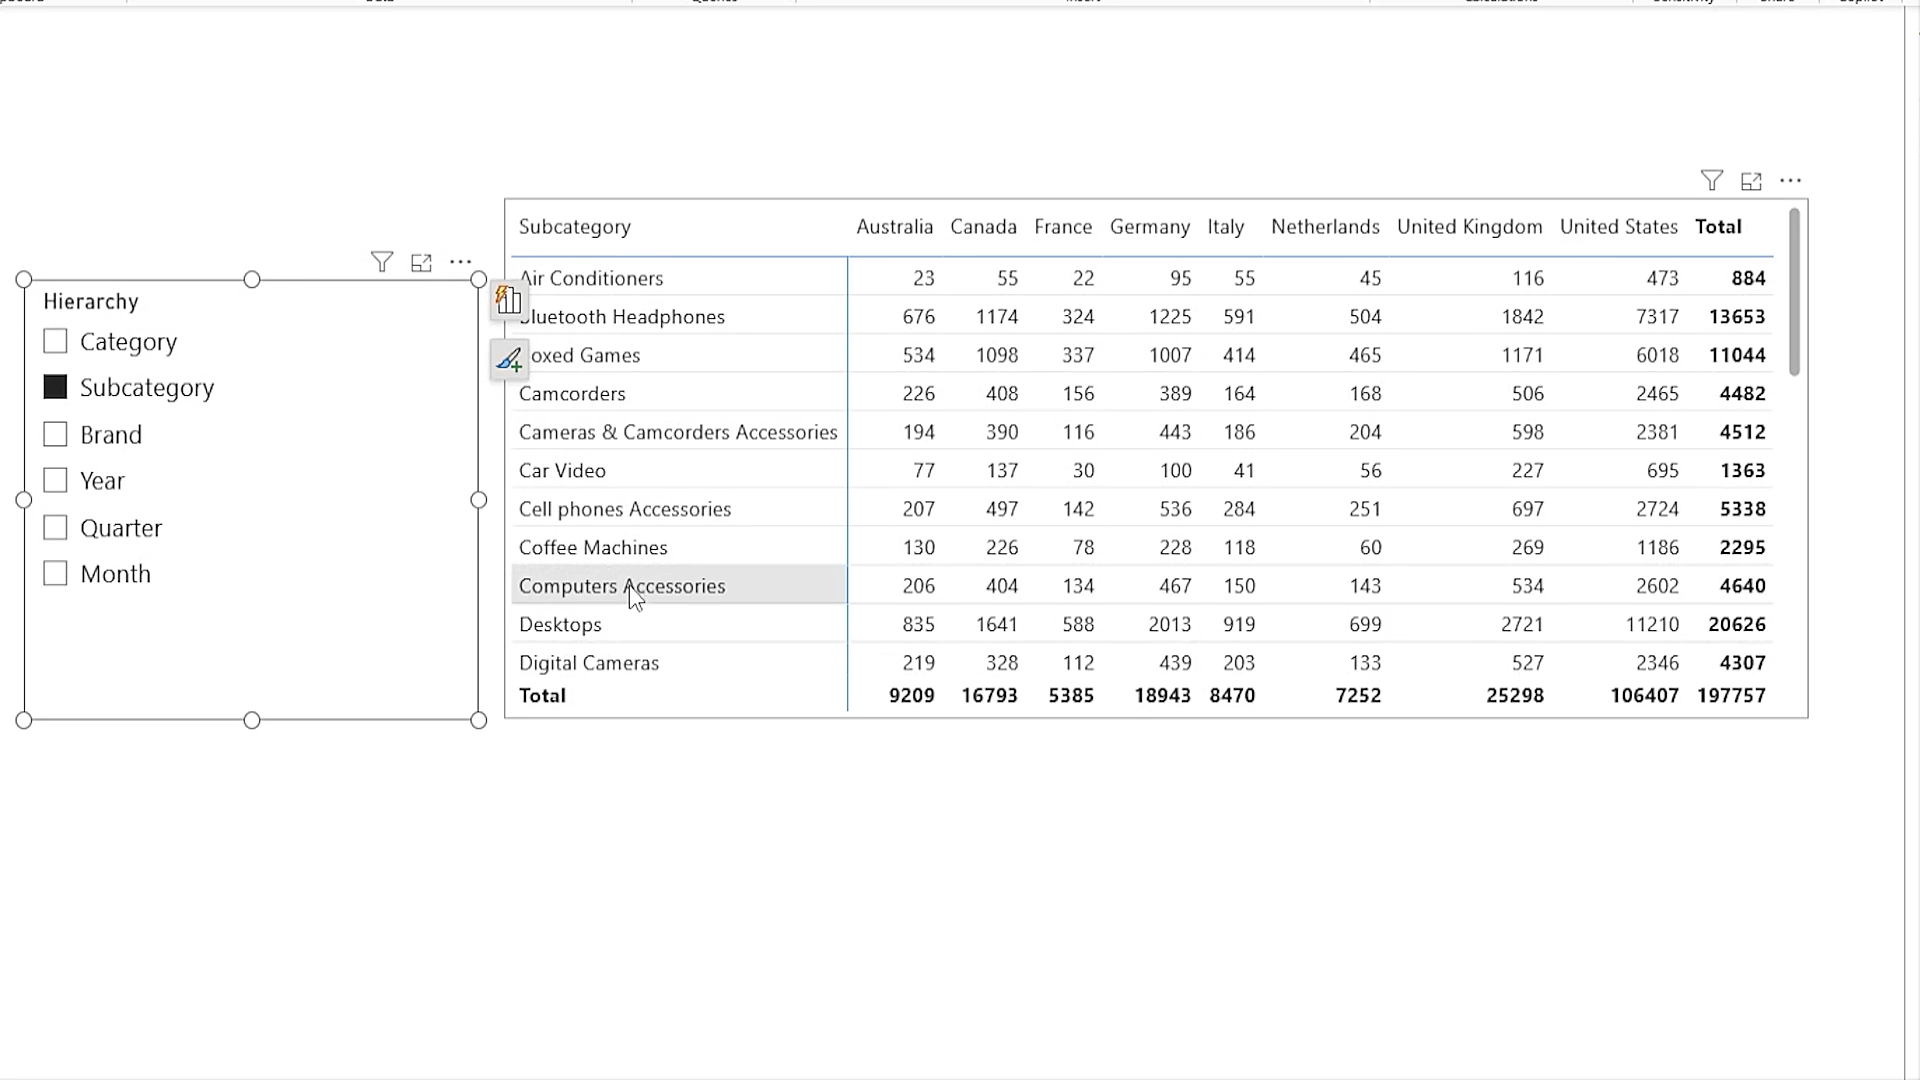 Subcategory Australia Canada France Germany Italy Netherlands United Kingdom United States Total
Hierarchy
Category
Subcategory
Brand
Year
Quarter
Month
Air Conditioners 23 55 22 95 55 45 116 473 884
luetooth Headphones 676 1174 324 1225 591 504 1842 7317 13653
oxed Games 534 1098 337 1007 414 465 1171 6018 11044
Camcorders 226 408 156 389 164 168 506 2465 4482
Cameras & Camcorders Accessories 194 390 116 443 186 204 598 2381 4512
Car Video 77 137 30 100 41 56 227 695 1363
Cell phones Accessories 207 497 142 536 284 251 697 2724 5338
Coffee Machines 130 226 78 228 118 60 269 1186 2295
Computers Accessories 206 404 134 467 150 143 534 2602 4640
Desktops 835 1641 588 2013 919 699 2721 11210 20626
Digital Cameras 219 328 112 439 203 133 527 2346 4307
Total 9209 16793 5385 18943 8470 7252 25298 106407 197757